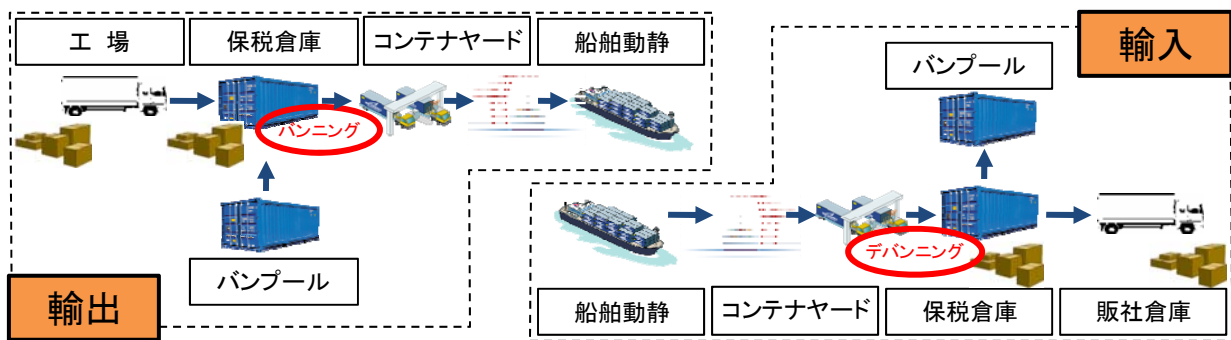 工 場
保税倉庫
コンテナヤード
船舶動静
バンニング
バンプール
輸出
輸入
バンプール
デバンニング
船舶動静
コンテナヤード
保税倉庫
販社倉庫